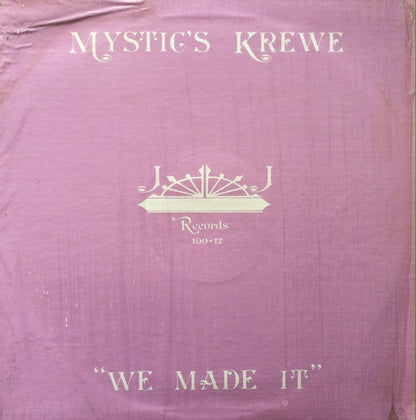 MYSTIC'S KREWE
J J
Records
100-12
"WE MADE IT"